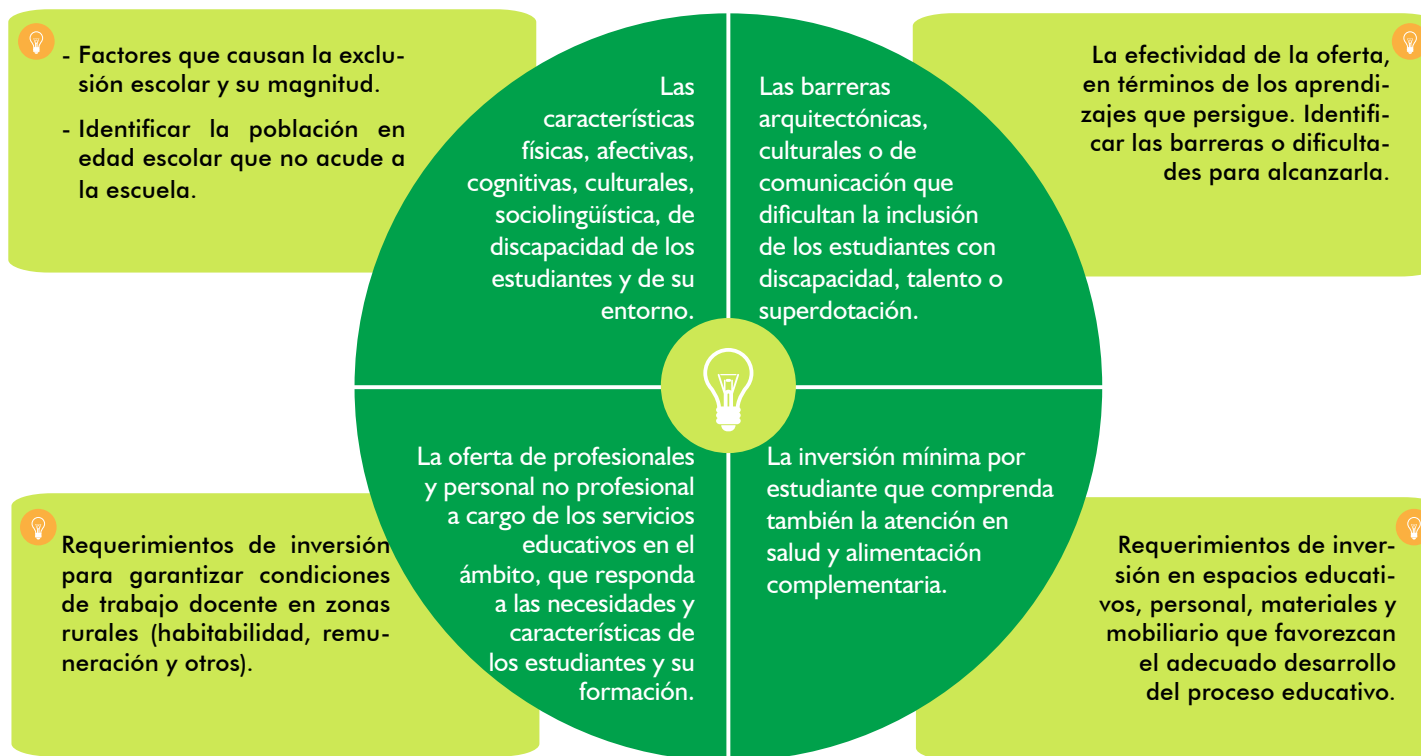 - Factores que causan la exclu-
sión escolar y su magnitud.
- Identificar la población en
edad escolar que no acude a
la escuela.
Las
características
físicas, afectivas,
cognitivas, culturales,
sociolingüística, de
discapacidad de los
estudiantes y de su
entorno.
Las barreras
arquitectónicas,
culturales o de
comunicación que
dificultan la inclusión
de los estudiantes con
discapacidad, talento o
superdotación.
La efectividad de la oferta,
en términos de los aprendi-
zajes que persigue. Identifi-
car las barreras o dificulta-
des para alcanzarla.
Requerimientos de inversión
para garantizar condiciones
de trabajo docente en zonas
rurales (habitabilidad, remu-
neración y otros).
La oferta de profesionales
y personal no profesional
a cargo de los servicios
educativos en el
ámbito, que responda
a las necesidades y
características de
los estudiantes y su
formación.
La inversión mínima por
estudiante que comprenda
también la atención en
salud y alimentación
complementaria.
Requerimientos de inver-
sión en espacios educati-
vos, personal, materiales y
mobiliario que favorezcan
el adecuado desarrollo
del proceso educativo.